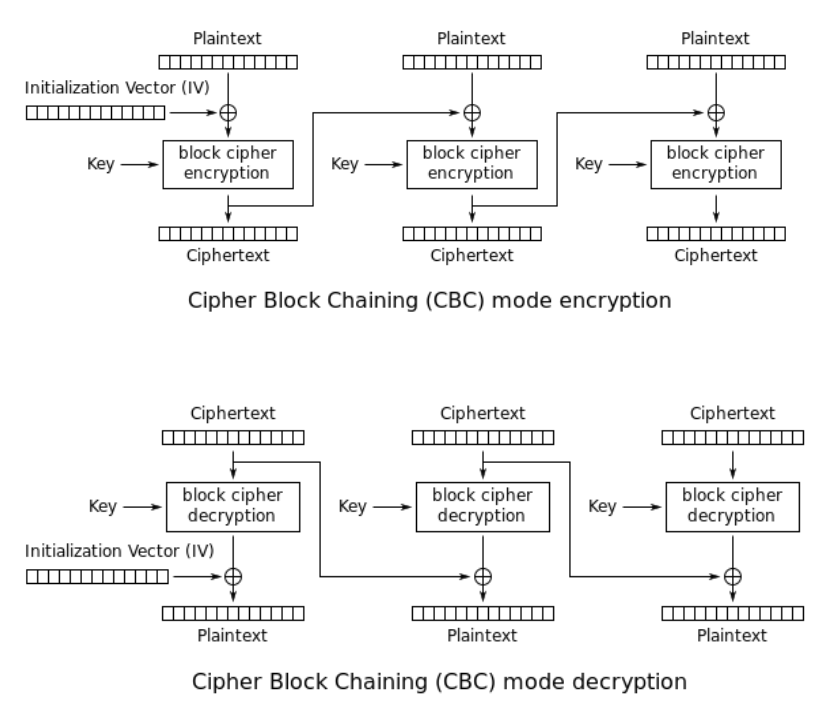 Plaintext
Plaintext
Plaintext
Initialization Vector (IV)
Key
block cipher
encryption
Key
block cipher
encryption
Key
block cipher
encryption
Ciphertext
Ciphertext
Ciphertext
Cipher Block Chaining (CBC) mode encryption
Ciphertext
Ciphertext
Ciphertext
Key
block cipher
decryption
Key
block cipher
decryption
Key
block cipher
decryption
Initialization Vector (IV)
Plaintext
Plaintext
Plaintext
Cipher Block Chaining (CBC) mode decryption